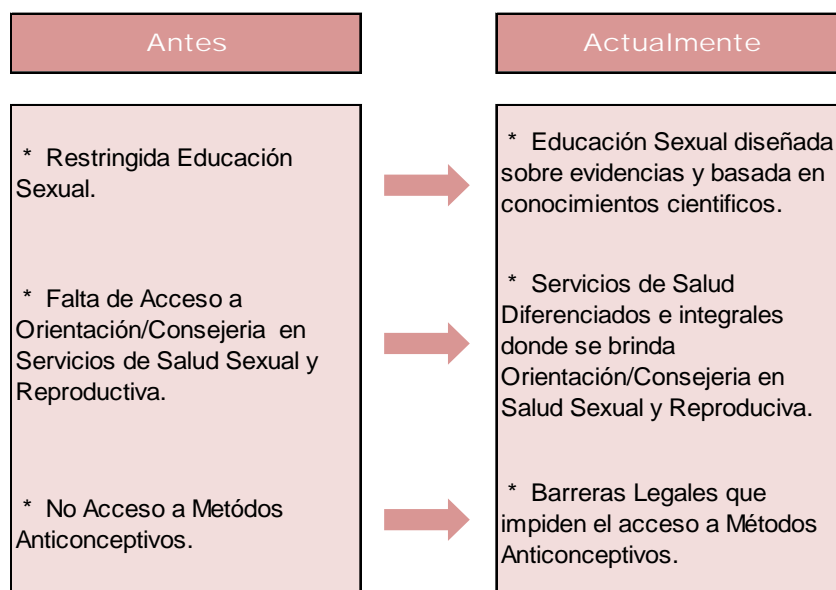 Antes
Actualmente
* Restringida Educación
Sexual.
* Educación Sexual diseñada
sobre evidencias y basada en
conocimientos cientificos.
* Falta de Acceso a
Orientación/Consejeria en
Servicios de Salud Sexual y
Reproductiva.
* Servicios de Salud
Diferenciados e integrales
donde se brinda
Orientación/Consejeria en
Salud Sexual y Reproduciva.
* No Acceso a Metódos
Anticonceptivos.
* Barreras Legales que
impiden el acceso a Métodos
Anticonceptivos.